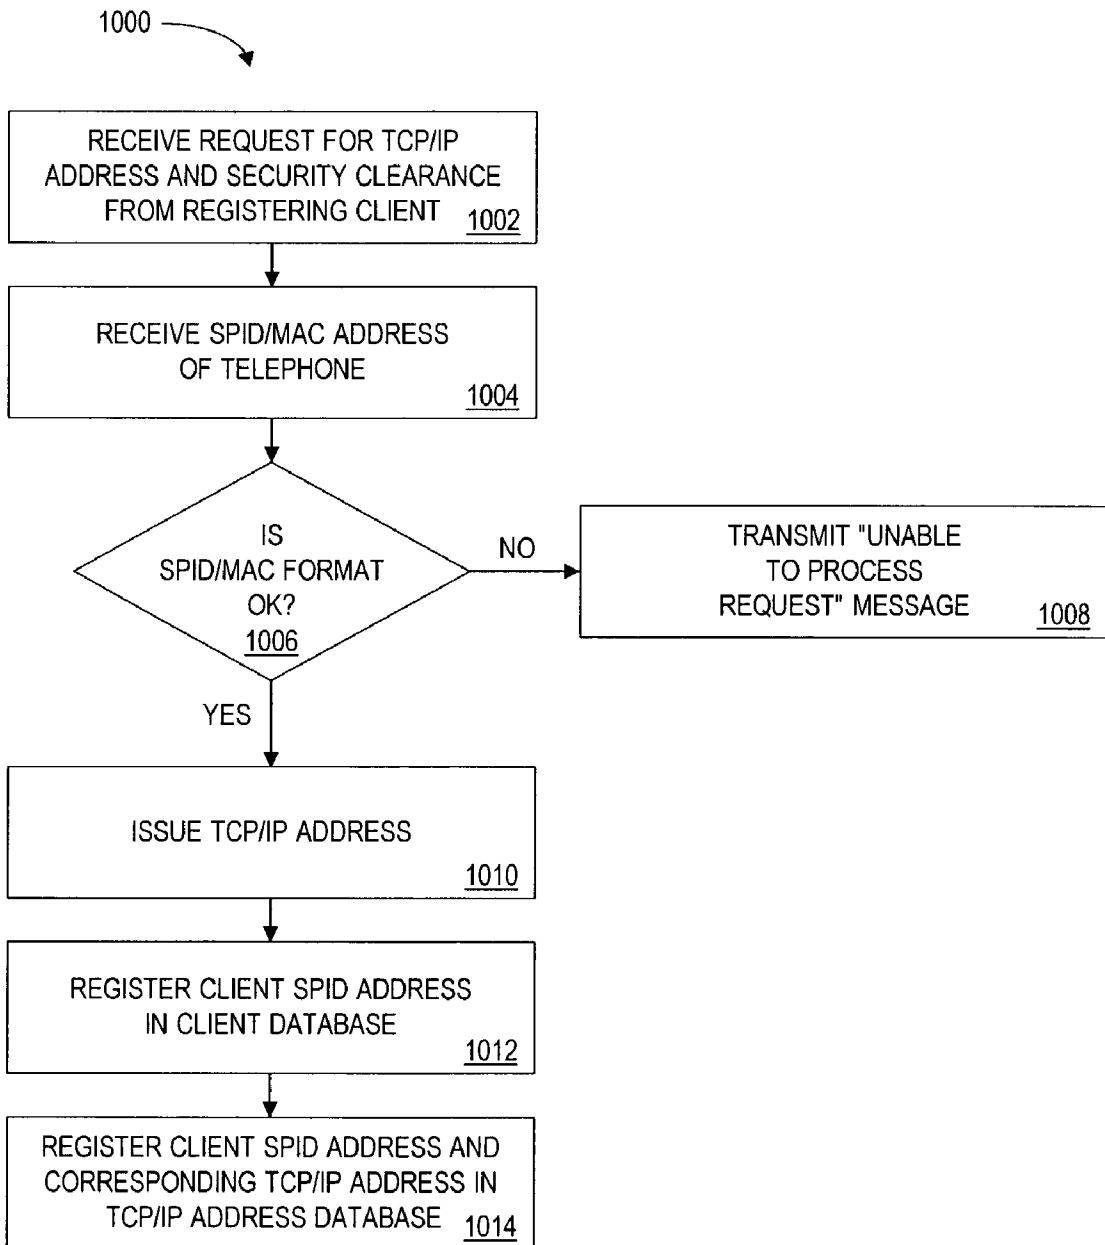 1000
RECEIVE REQUEST FOR TCP/IP
ADDRESS AND SECURITY CLEARANCE
FROM REGISTERING CLIENT
1002
RECEIVE SPID/MAC ADDRESS
OF TELEPHONE
1004
IS
SPID/MAC FORMAT
OK?
1006
NO
TRANSMIT "UNABLE
TO PROCESS
REQUEST" MESSAGE
1008
YES
ISSUE TCP/IP ADDRESS
1010
REGISTER CLIENT SPID ADDRESS
IN CLIENT DATABASE
1012
REGISTER CLIENT SPID ADDRESS AND
CORRESPONDING TCP/IP ADDRESS IN
TCP/IP ADDRESS DATABASE
1014